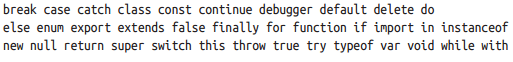 break case catch class const continue debugger default delete do
else enum export extends false finally for function if import in instanceof
new null return super switch this throw true try typeof var void while with